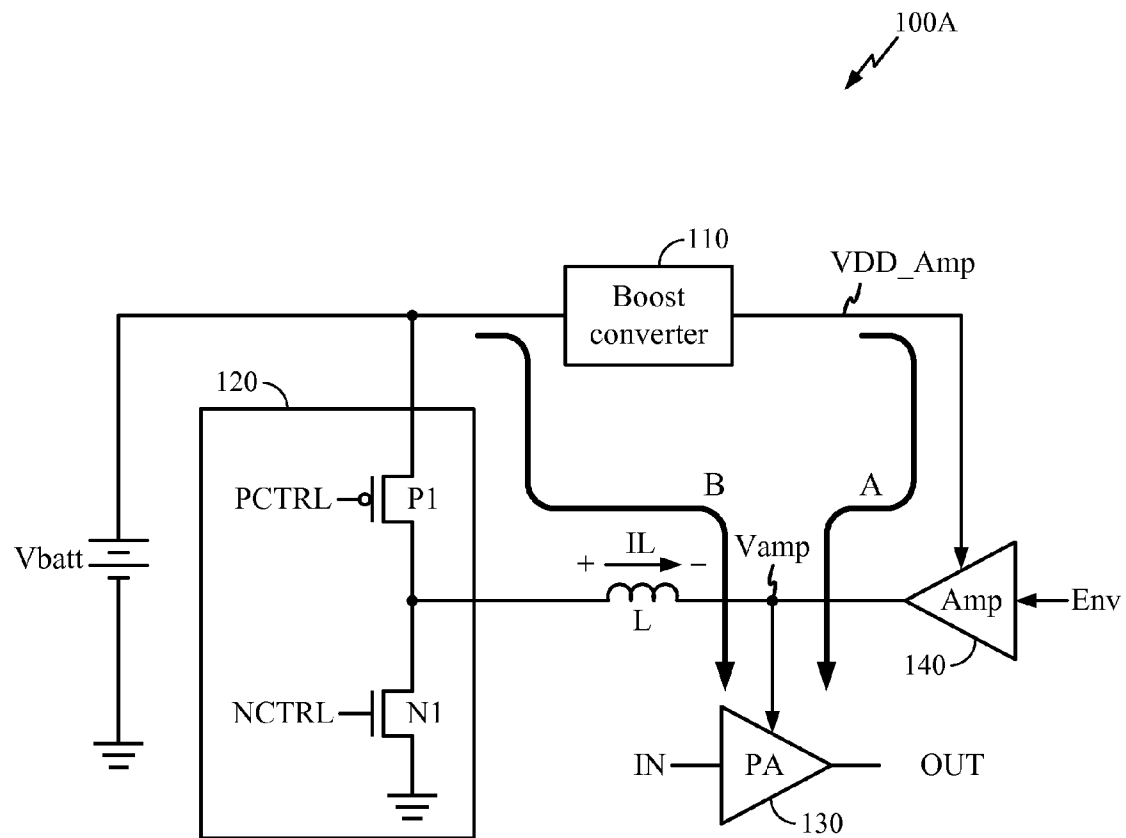 100A
110
VDD_Amp
Boost
converter
120
B
A
PCTRL
P1
Vbatt
+
IL
−
Vamp
L
Amp
Env
140
NCTRL
N1
IN
PA
OUT
130